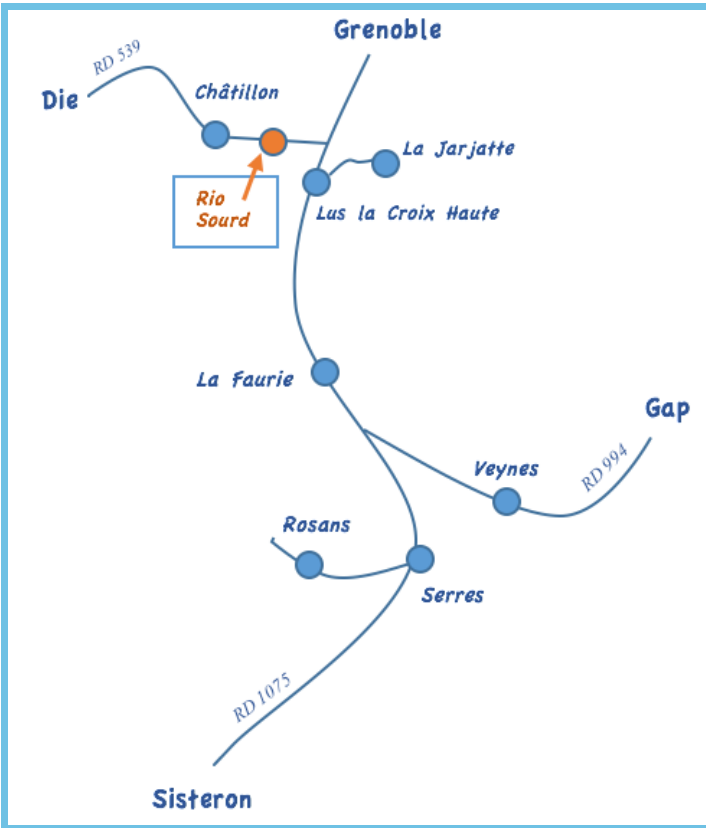 Grenoble
RD 539
Die
Châtillon
La Jarjatte
Rio
Sourd
Lus la Croix Haute
La Faurie
Gap
Veynes
RD 994
Rosans
Serres
RD 1075
Sisteron